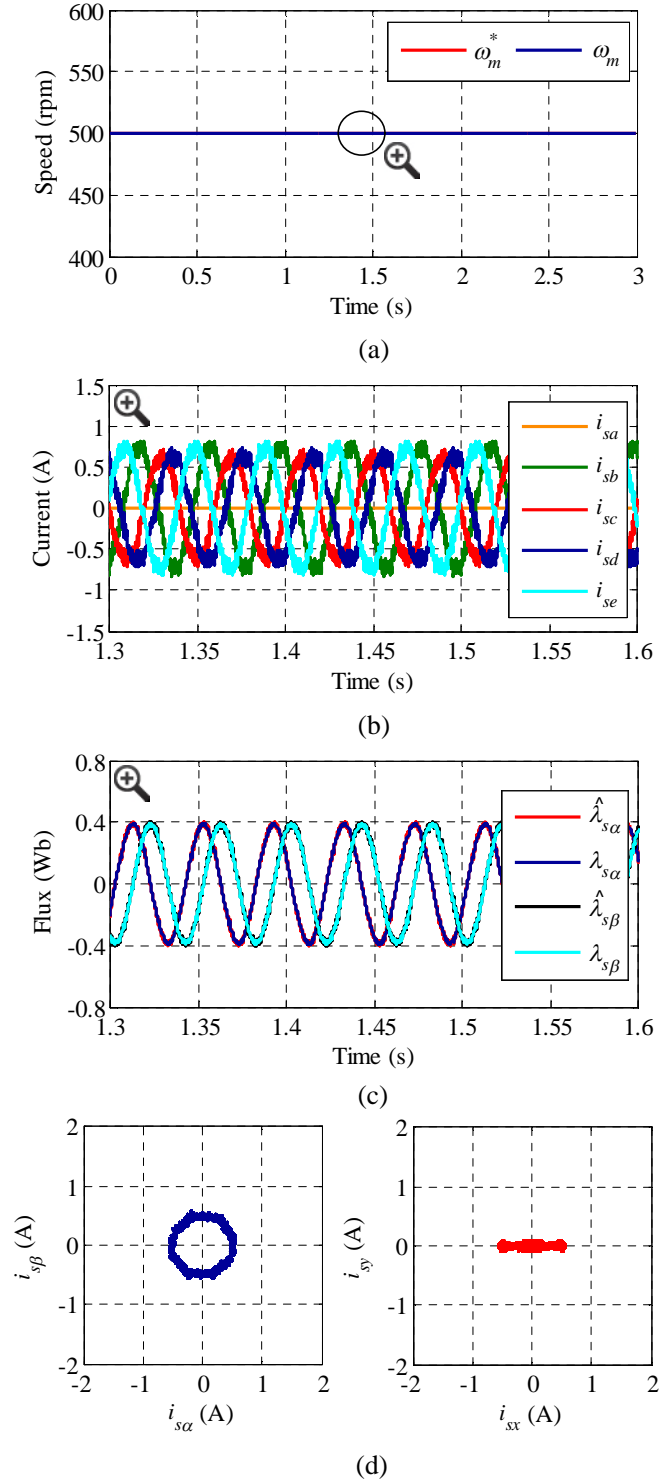 600
ω*m ωm
550
500
450
400
Speed (rpm)
0 0.5 1 1.5 2 2.5 3
Time (s)
(a)
1.5
1
0.5
0
-0.5
-1
-1.5
Current (A)
isa
isb
isc
isd
ise
1.3 1.35 1.4 1.45 1.5 1.55 1.6
Time (s)
(b)
0.8
0.4
0
-0.4
-0.8
Flux (Wb)
λ̂sα
λsα
λ̂sβ
λsβ
1.3 1.35 1.4 1.45 1.5 1.55 1.6
Time (s)
(c)
2
1
0
-1
-2
isβ (A)
-2 -1 0 1 2
isα (A)
2
1
0
-1
-2
isy (A)
-2 -1 0 1 2
isx (A)
(d)